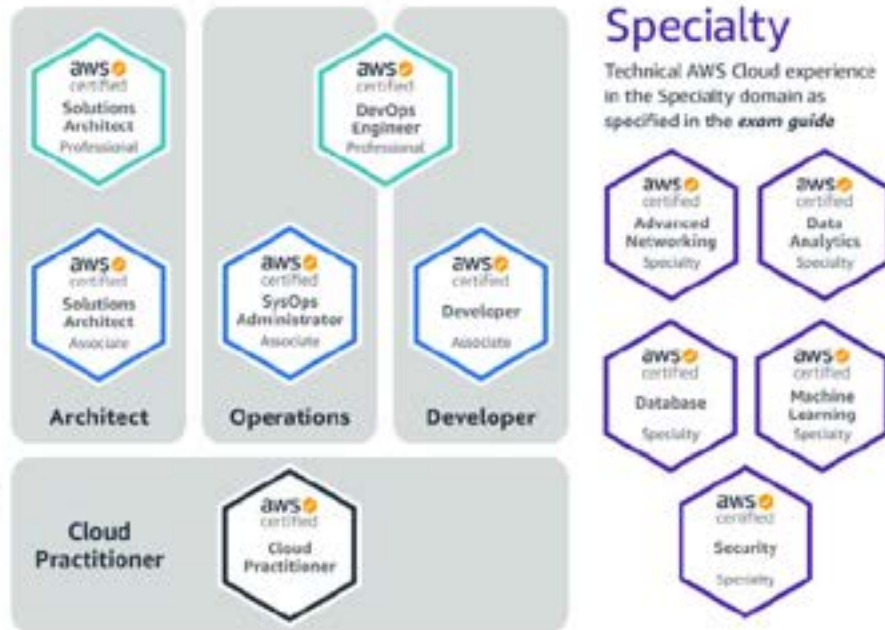 aws
certified
Solutions
Architect
Professional
aws
certified
DevOps
Engineer
Professional
aws
certified
Solutions
Architect
Associate
aws
certified
SysOps
Administrator
Associate
aws
certified
Developer
Associate
Architect
Operations
Developer
Cloud
Practitioner
aws
certified
Cloud
Practitioner
Specialty
Technical AWS Cloud experience
in the Specialty domain as
specified in the exam guide
aws
certified
Advanced
Networking
Specialty
aws
certified
Data
Analytics
Specialty
aws
certified
Database
Specialty
aws
certified
Machine
Learning
Specialty
aws
certified
Security
Specialty